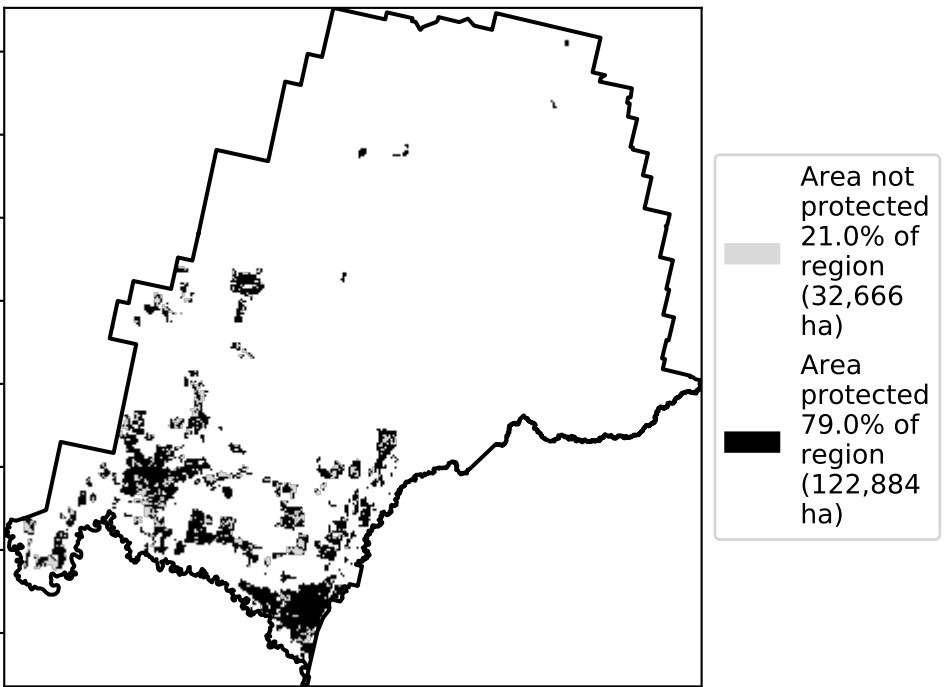 Area not
protected
21.0% of
region
(32,666
ha)
Area
protected
79.0% of
region
(122,884
ha)